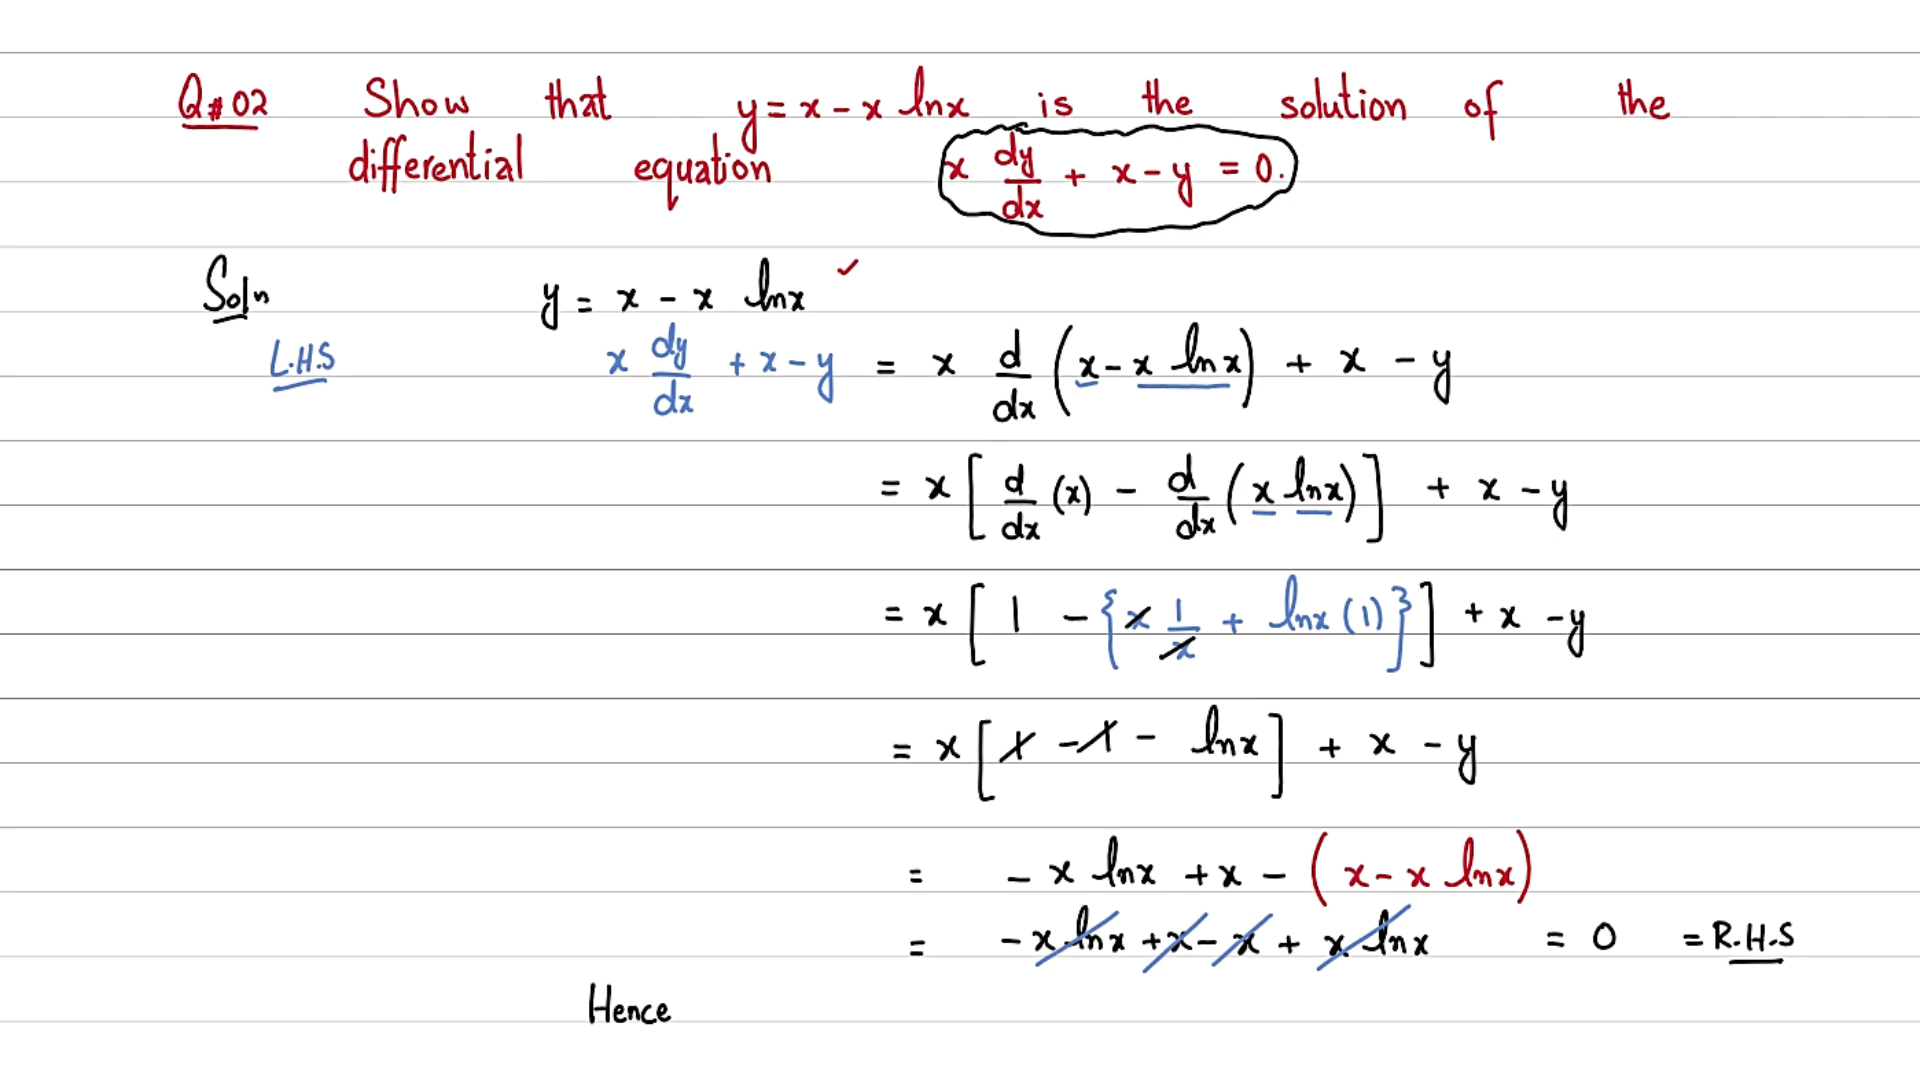 Q#02 Show that y = x - x lnx is the solution of the
differential equation x dy/dx + x - y = 0.
Soln y = x - x lnx ✓
L.H.S x dy/dx + x - y = x d/dx (x - x lnx) + x - y
= x [ d/dx (x) - d/dx (x lnx) ] + x - y
= x [ 1 - { x 1/x + lnx (1) } ] + x - y
= x [ 1 - 1 - lnx ] + x - y
= - x lnx + x - ( x - x lnx )
= - x lnx + x - x + x lnx = 0 = R.H.S
Hence